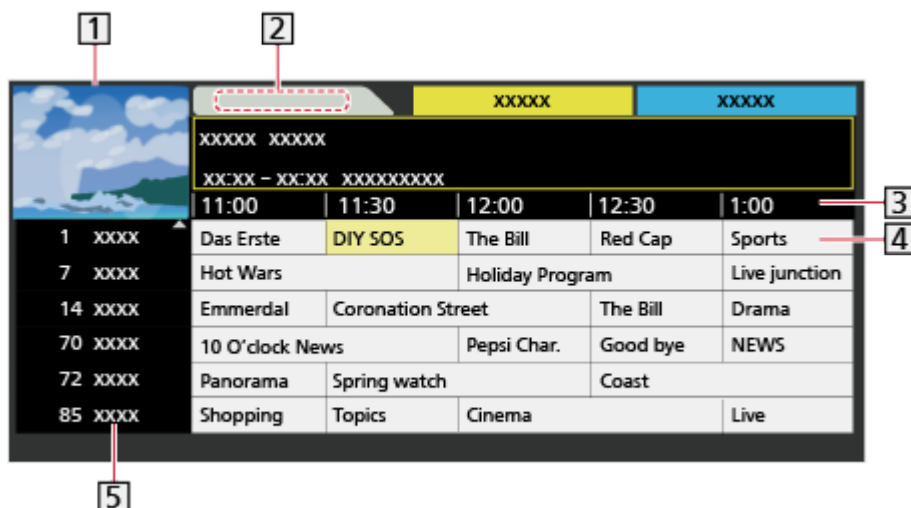 1 2
xxxxx xxxxx
xxxxx xxxxx
xx:xx – xx:xx xxxxxxxxx
11:00 11:30 12:00 12:30 1:00 3
1 xxxx Das Erste DIY SOS The Bill Red Cap Sports 4
7 xxxx Hot Wars Holiday Program Live junction
14 xxxx Emmerdal Coronation Street The Bill Drama
70 xxxx 10 O'clock News Pepsi Char. Good bye NEWS
72 xxxx Panorama Spring watch Coast
85 xxxx Shopping Topics Cinema Live
5